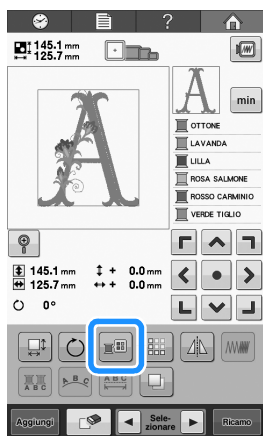 ?
145.1 mm
125.7 mm
A
A
min
OTTONE
LAVANDA
LILLA
ROSA SALMONE
ROSSO CARMINIO
VERDE TIGLIO
145.1 mm
+ 0.0 mm
125.7 mm
+ 0.0 mm
0°
A B C
A B C
A B C
Aggiungi
Sele-
zionare
Ricamo